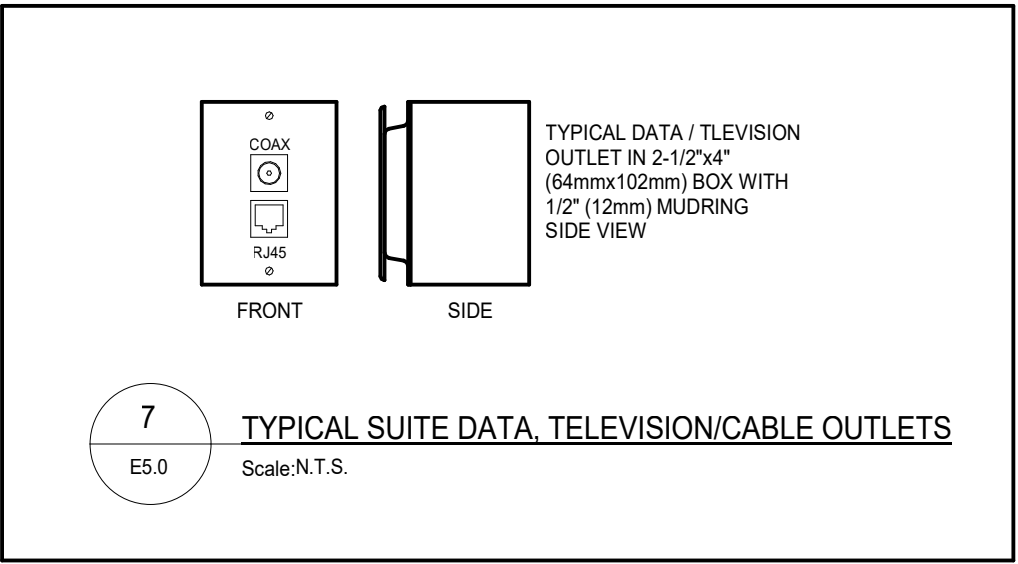 COAX
RJ45
FRONT
SIDE
TYPICAL DATA / TLEVISION
OUTLET IN 2-1/2"x4"
(64mmx102mm) BOX WITH
1/2" (12mm) MUDRING
SIDE VIEW
7
E5.0
TYPICAL SUITE DATA, TELEVISION/CABLE OUTLETS
Scale:N.T.S.